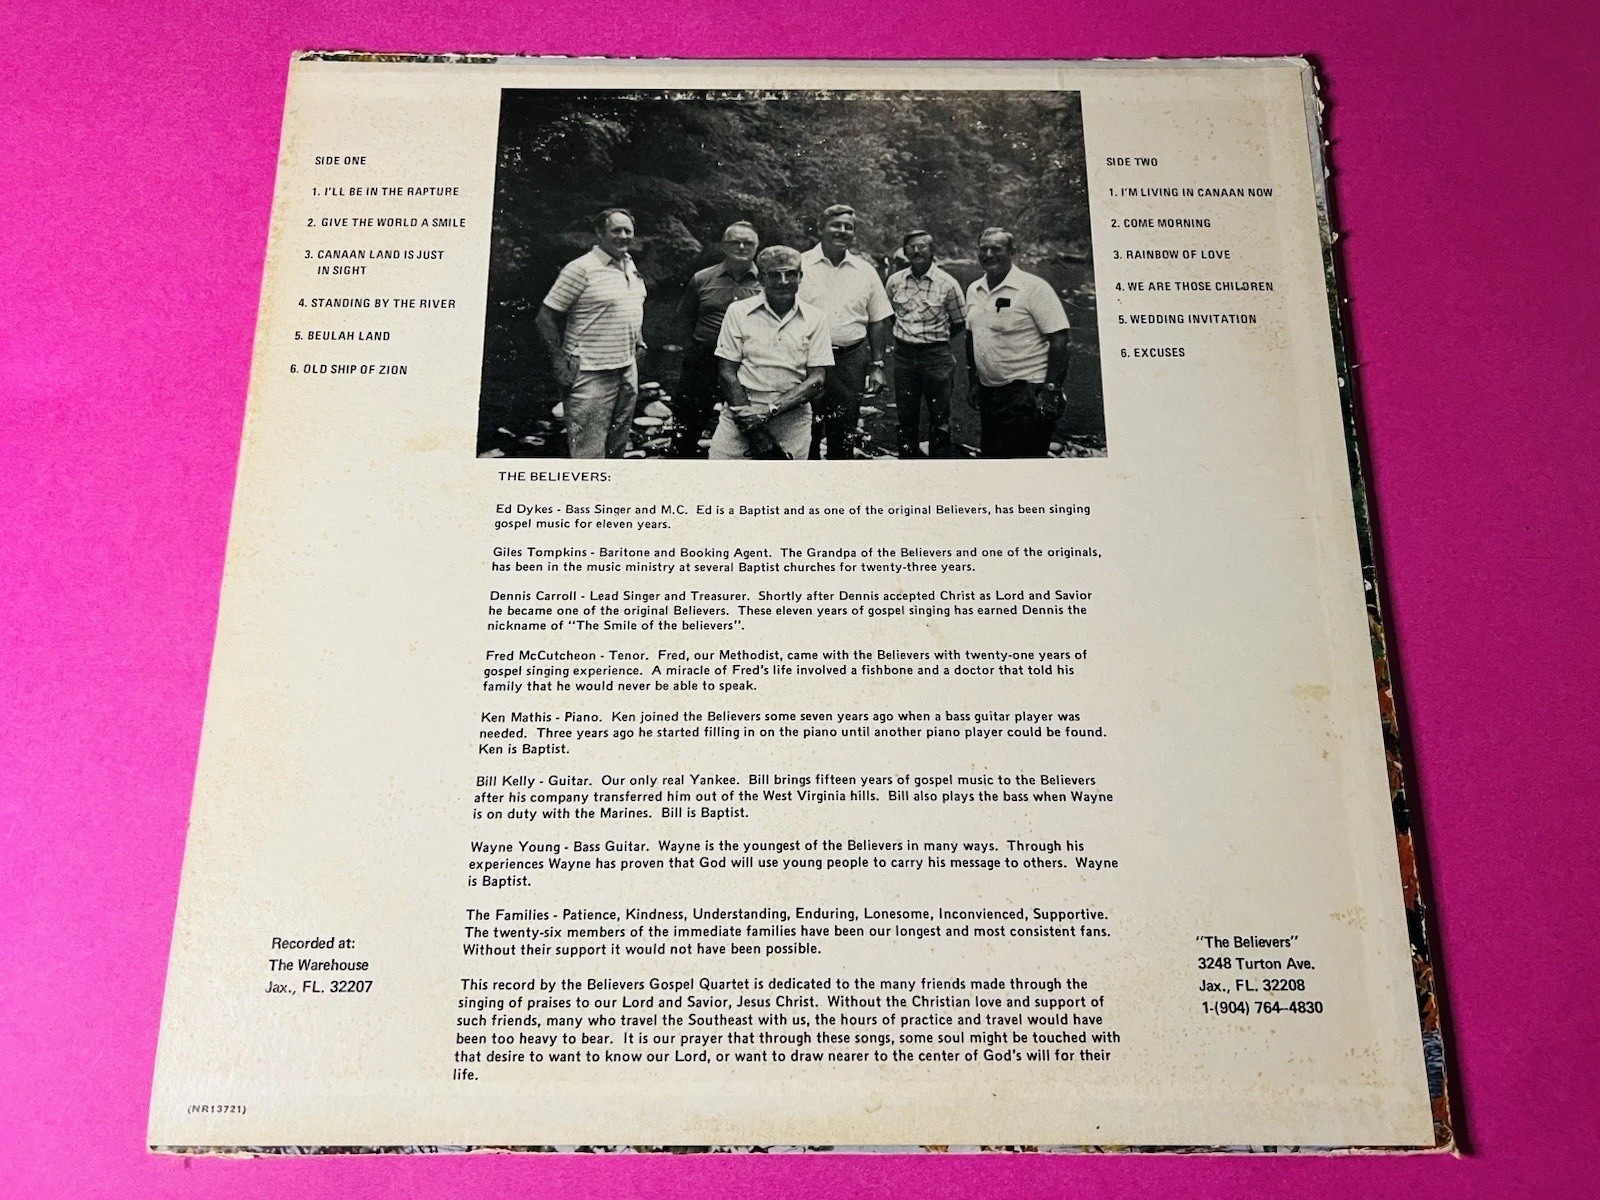 SIDE ONE
1. I'LL BE IN THE RAPTURE
2. GIVE THE WORLD A SMILE
3. CANAAN LAND IS JUST
IN SIGHT
4. STANDING BY THE RIVER
5. BEULAH LAND
6. OLD SHIP OF ZION
SIDE TWO
1. I'M LIVING IN CANAAN NOW
2. COME MORNING
3. RAINBOW OF LOVE
4. WE ARE THOSE CHILDREN
5. WEDDING INVITATION
6. EXCUSES
THE BELIEVERS:
Ed Dykes - Bass Singer and M.C. Ed is a Baptist and as one of the original Believers, has been singing
gospel music for eleven years.
Giles Tompkins - Baritone and Booking Agent. The Grandpa of the Believers and one of the originals,
has been in the music ministry at several Baptist churches for twenty-three years.
Dennis Carroll - Lead Singer and Treasurer. Shortly after Dennis accepted Christ as Lord and Savior
he became one of the original Believers. These eleven years of gospel singing has earned Dennis the
nickname of "The Smile of the believers".
Fred McCutcheon - Tenor. Fred, our Methodist, came with the Believers with twenty-one years of
gospel singing experience. A miracle of Fred's life involved a fishbone and a doctor that told his
family that he would never be able to speak.
Ken Mathis - Piano. Ken joined the Believers some seven years ago when a bass guitar player was
needed. Three years ago he started filling in on the piano until another piano player could be found.
Ken is Baptist.
Bill Kelly - Guitar. Our only real Yankee. Bill brings fifteen years of gospel music to the Believers
after his company transferred him out of the West Virginia hills. Bill also plays the bass when Wayne
is on duty with the Marines. Bill is Baptist.
Wayne Young - Bass Guitar. Wayne is the youngest of the Believers in many ways. Through his
experiences Wayne has proven that God will use young people to carry his message to others. Wayne
is Baptist.
The Families - Patience, Kindness, Understanding, Enduring, Lonesome, Inconvienced, Supportive.
The twenty-six members of the immediate families have been our longest and most consistent fans.
Without their support it would not have been possible.
This record by the Believers Gospel Quartet is dedicated to the many friends made through the
singing of praises to our Lord and Savior, Jesus Christ. Without the Christian love and support of
such friends, many who travel the Southeast with us, the hours of practice and travel would have
been too heavy to bear. It is our prayer that through these songs, some soul might be touched with
that desire to want to know our Lord, or want to draw nearer to the center of God's will for their
life.
Recorded at:
The Warehouse
Jax., FL. 32207
"The Believers"
3248 Turton Ave.
Jax., FL. 32208
1-(904) 764-4830
(NR13721)